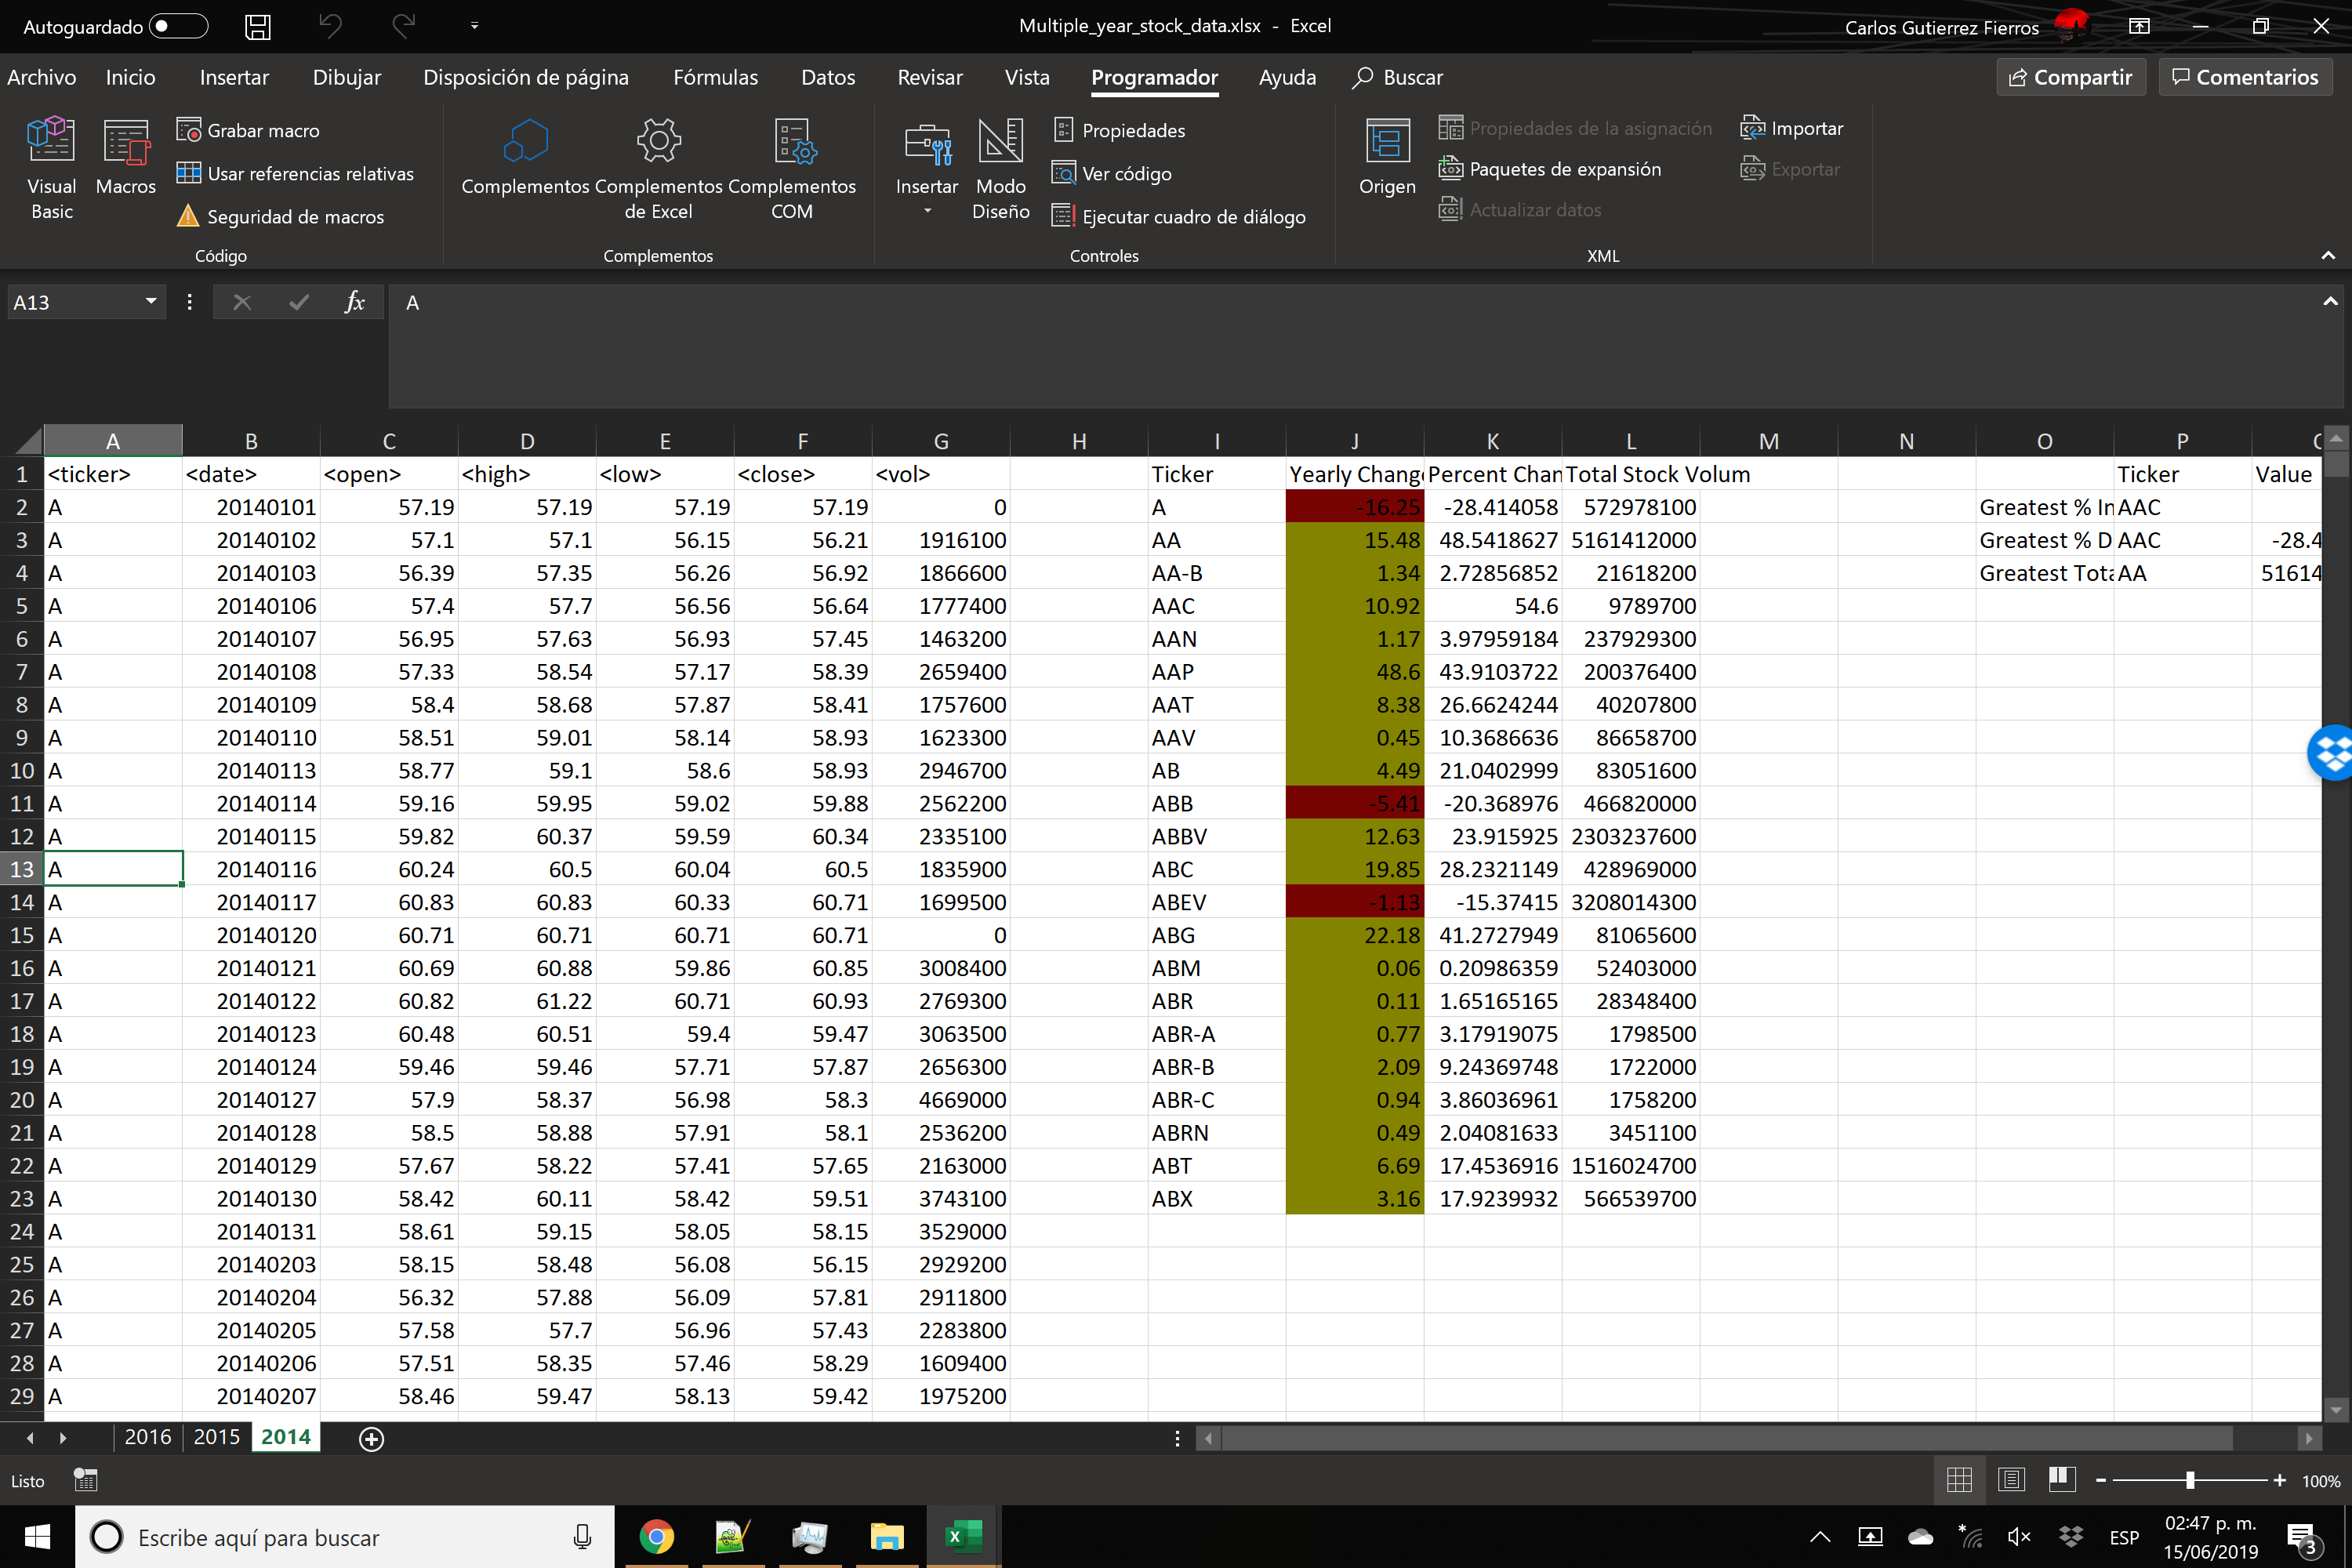 Autoguardado
Multiple_year_stock_data.xlsx - Excel
Carlos Gutierrez Fierros
Archivo Inicio Insertar Dibujar Disposición de página Fórmulas Datos Revisar Vista Programador Ayuda Buscar Compartir Comentarios
Visual Basic
Macros
Grabar macro
Usar referencias relativas
Seguridad de macros
Código
Complementos
Complementos de Excel
Complementos COM
Complementos
Insertar
Modo Diseño
Propiedades
Ver código
Ejecutar cuadro de diálogo
Controles
Origen
Propiedades de la asignación
Paquetes de expansión
Actualizar datos
Importar
Exportar
XML
A13 fx A
A B C D E F G H I J K L M N O P
1 <ticker> <date> <open> <high> <low> <close> <vol> Ticker Yearly Change Percent Chan Total Stock Volum Ticker Value
2 A 20140101 57.19 57.19 57.19 57.19 0 A -16.25 -28.414058 572978100 Greatest % In AAC
3 A 20140102 57.1 57.1 56.15 56.21 1916100 AA 15.48 48.5418627 5161412000 Greatest % D AAC -28.4
4 A 20140103 56.39 57.35 56.26 56.92 1866600 AA-B 1.34 2.72856852 21618200 Greatest Tota AA 51614
5 A 20140106 57.4 57.7 56.56 56.64 1777400 AAC 10.92 54.6 9789700
6 A 20140107 56.95 57.63 56.93 57.45 1463200 AAN 1.17 3.97959184 237929300
7 A 20140108 57.33 58.54 57.17 58.39 2659400 AAP 48.6 43.9103722 200376400
8 A 20140109 58.4 58.68 57.87 58.41 1757600 AAT 8.38 26.6624244 40207800
9 A 20140110 58.51 59.01 58.14 58.93 1623300 AAV 0.45 10.3686636 86658700
10 A 20140113 58.77 59.1 58.6 58.93 2946700 AB 4.49 21.0402999 83051600
11 A 20140114 59.16 59.95 59.02 59.88 2562200 ABB -5.41 -20.368976 466820000
12 A 20140115 59.82 60.37 59.59 60.34 2335100 ABBV 12.63 23.915925 2303237600
13 A 20140116 60.24 60.5 60.04 60.5 1835900 ABC 19.85 28.2321149 428969000
14 A 20140117 60.83 60.83 60.33 60.71 1699500 ABEV -1.13 -15.37415 3208014300
15 A 20140120 60.71 60.71 60.71 60.71 0 ABG 22.18 41.2727949 81065600
16 A 20140121 60.69 60.88 59.86 60.85 3008400 ABM 0.06 0.20986359 52403000
17 A 20140122 60.82 61.22 60.71 60.93 2769300 ABR 0.11 1.65165165 28348400
18 A 20140123 60.48 60.51 59.4 59.47 3063500 ABR-A 0.77 3.17919075 1798500
19 A 20140124 59.46 59.46 57.71 57.87 2656300 ABR-B 2.09 9.24369748 1722000
20 A 20140127 57.9 58.37 56.98 58.3 4669000 ABR-C 0.94 3.86036961 1758200
21 A 20140128 58.5 58.88 57.91 58.1 2536200 ABRN 0.49 2.04081633 3451100
22 A 20140129 57.67 58.22 57.41 57.65 2163000 ABT 6.69 17.4536916 1516024700
23 A 20140130 58.42 60.11 58.42 59.51 3743100 ABX 3.16 17.9239932 566539700
24 A 20140131 58.61 59.15 58.05 58.15 3529000
25 A 20140203 58.15 58.48 56.08 56.15 2929200
26 A 20140204 56.32 57.88 56.09 57.81 2911800
27 A 20140205 57.58 57.7 56.96 57.43 2283800
28 A 20140206 57.51 58.35 57.46 58.29 1609400
29 A 20140207 58.46 59.47 58.13 59.42 1975200
2016 2015 2014
Listo
100%
Escribe aquí para buscar
ESP
02:47 p. m.
15/06/2019
3